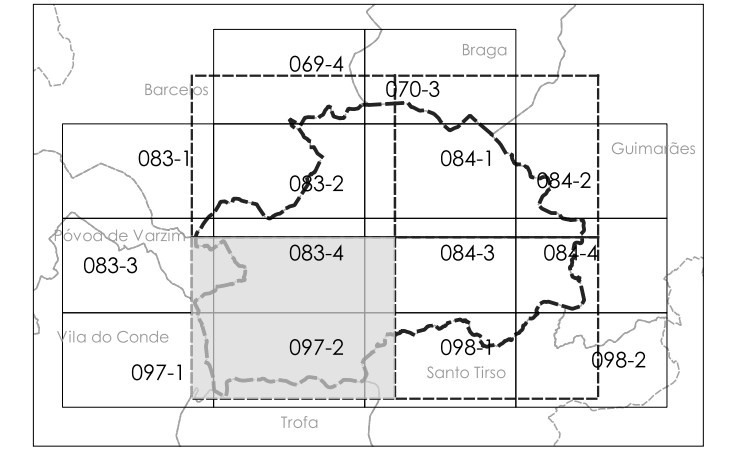 Braga
069-4
Barcelos
070-3
Guimarães
083-1
084-1
083-2
084-2
Póvoa de Varzim
083-4
084-3
084-4
083-3
Vila do Conde
097-2
098-1
098-2
097-1
Santo Tirso
Trofa